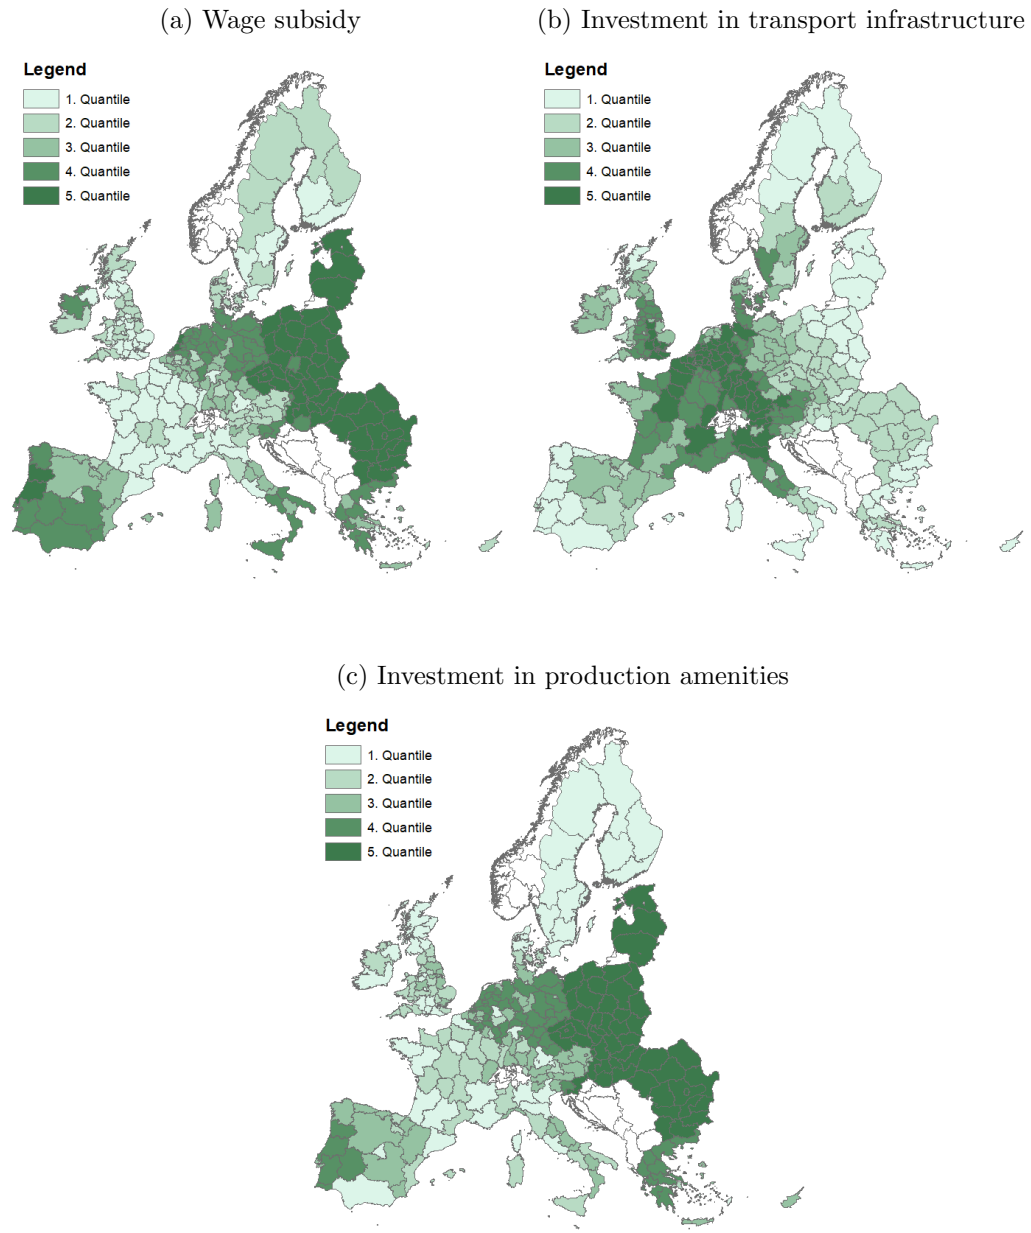 (a) Wage subsidy
Legend
1. Quantile
2. Quantile
3. Quantile
4. Quantile
5. Quantile
(b) Investment in transport infrastructure
Legend
1. Quantile
2. Quantile
3. Quantile
4. Quantile
5. Quantile
(c) Investment in production amenities
Legend
1. Quantile
2. Quantile
3. Quantile
4. Quantile
5. Quantile